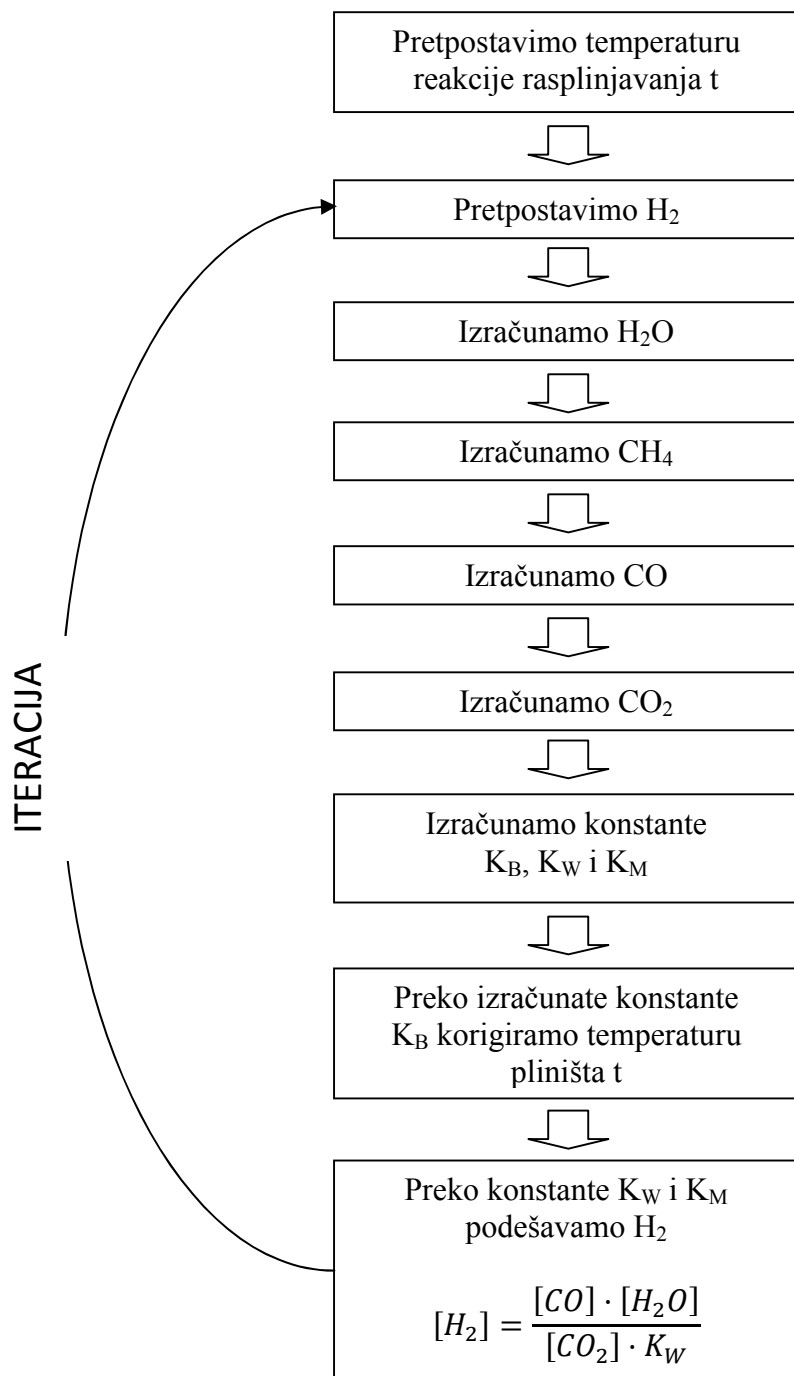 Pretpostavimo temperaturu
reakcije rasplinjavanja t
Pretpostavimo H₂
Izračunamo H₂O
Izračunamo CH₄
Izračunamo CO
Izračunamo CO₂
Izračunamo konstante
K_B, K_W i K_M
Preko izračunate konstante
K_B korigiramo temperaturu
pliništa t
Preko konstante K_W i K_M
podešavamo H₂
[H₂] = [CO] · [H₂O] / [CO₂] · K_W
ITERACIJA